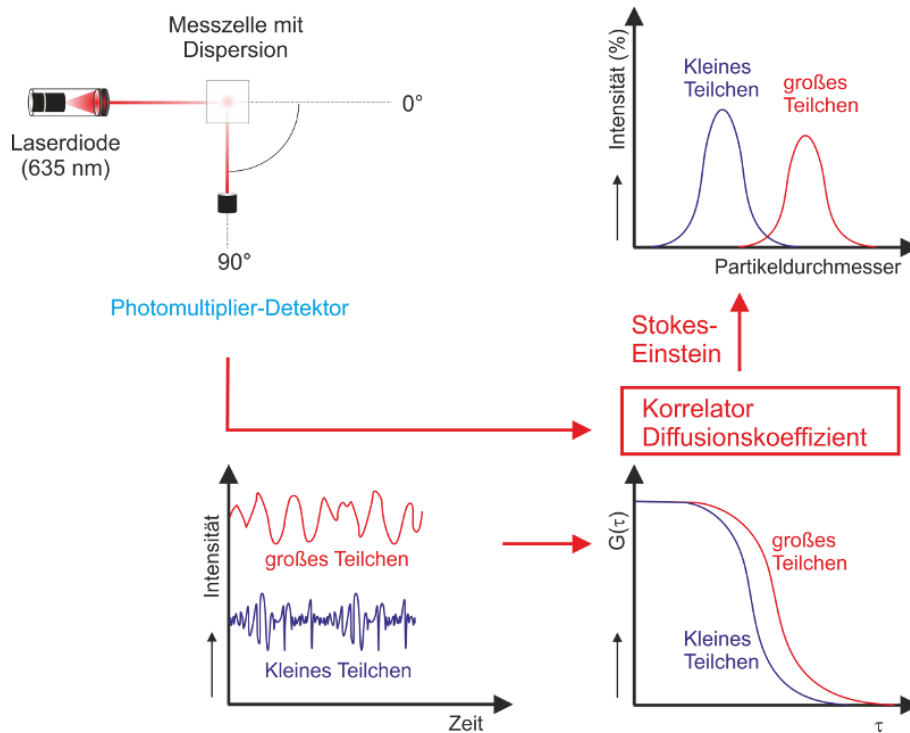 Messzelle mit
Dispersion
0°
Laserdiode
(635 nm)
90°
Photomultiplier-Detektor
Intensität (%)
Kleines
Teilchen
großes
Teilchen
Partikeldurchmesser
Stokes-
Einstein
Korrelator
Diffusionskoeffizient
Intensität
großes Teilchen
Kleines Teilchen
Zeit
G(τ)
großes
Teilchen
Kleines
Teilchen
τ